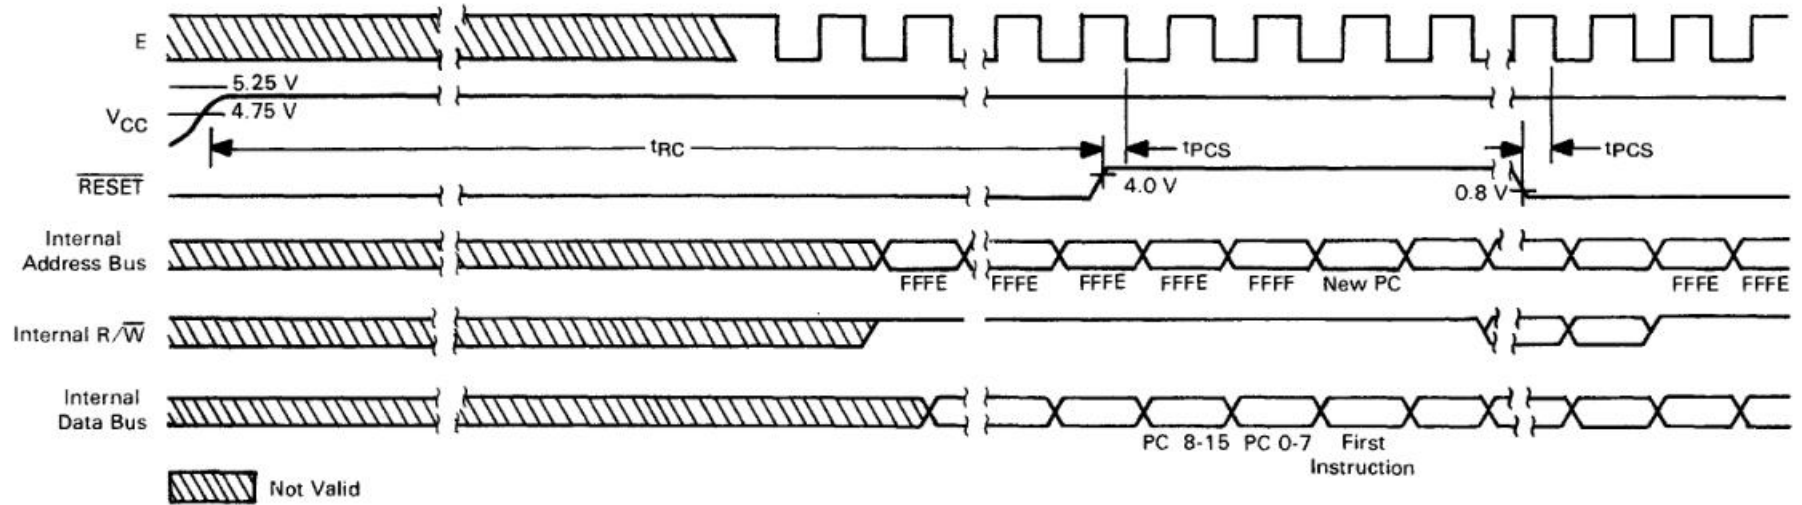 E
5.25 V
4.75 V
VCC
tRC
tPCS
tPCS
RESET
4.0 V
0.8 V
Internal
Address Bus
FFFE FFFE FFFE FFFE FFFF New PC FFFE FFFE
Internal R/W
Internal
Data Bus
PC 8-15 PC 0-7 First
Instruction
Not Valid